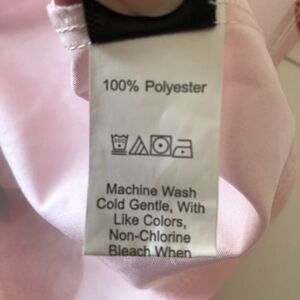 100% Polyester
Machine Wash
Cold Gentle, With
Like Colors,
Non-Chlorine
Bleach When